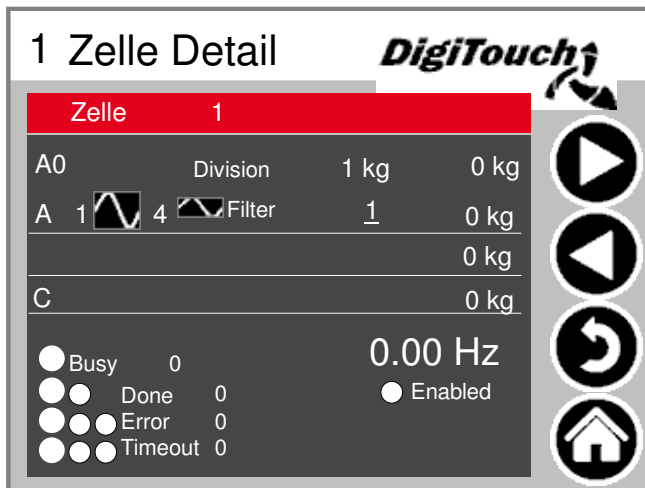 1 Zelle Detail
DigiTouch
Zelle 1
A0 Division 1 kg 0 kg
A 1 4 Filter 1 0 kg
0 kg
C 0 kg
0.00 Hz
Busy 0
Enabled
Done 0
Error 0
Timeout 0